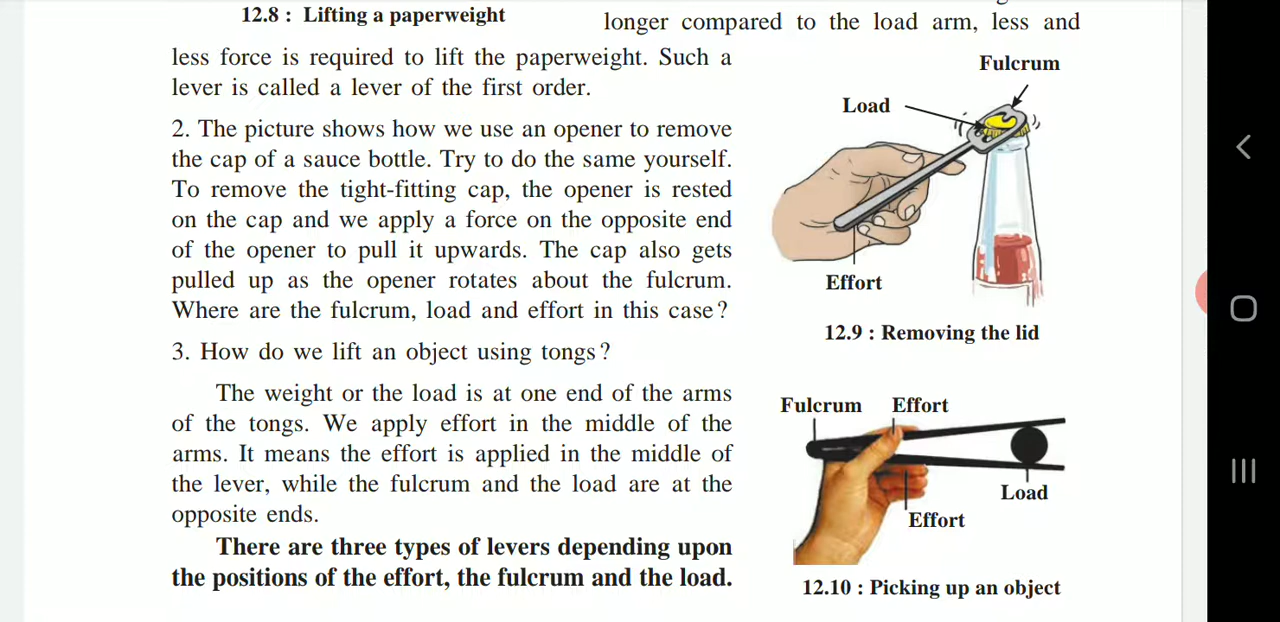 12.8 : Lifting a paperweight
longer compared to the load arm, less and
less force is required to lift the paperweight. Such a
lever is called a lever of the first order.
2. The picture shows how we use an opener to remove
the cap of a sauce bottle. Try to do the same yourself.
To remove the tight-fitting cap, the opener is rested
on the cap and we apply a force on the opposite end
of the opener to pull it upwards. The cap also gets
pulled up as the opener rotates about the fulcrum.
Where are the fulcrum, load and effort in this case?
Fulcrum
Load
Effort
12.9 : Removing the lid
3. How do we lift an object using tongs?
The weight or the load is at one end of the arms
of the tongs. We apply effort in the middle of the
arms. It means the effort is applied in the middle of
the lever, while the fulcrum and the load are at the
opposite ends.
There are three types of levers depending upon
the positions of the effort, the fulcrum and the load.
Fulcrum Effort
Load
Effort
12.10 : Picking up an object